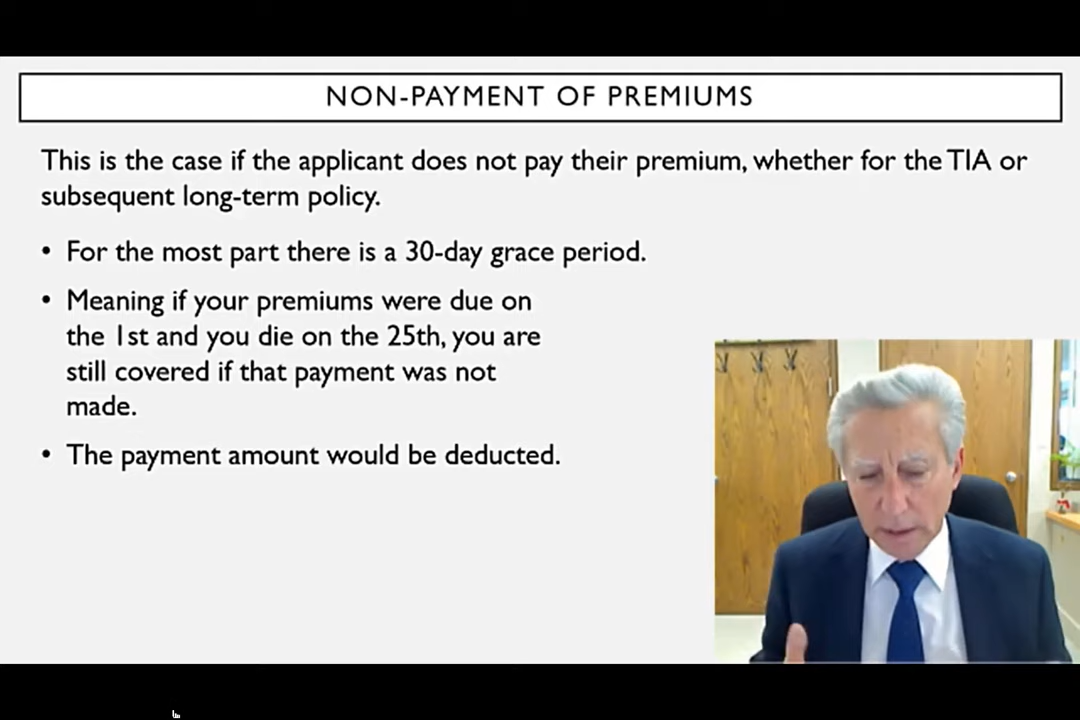 NON-PAYMENT OF PREMIUMS
This is the case if the applicant does not pay their premium, whether for the TIA or
subsequent long-term policy.
• For the most part there is a 30-day grace period.
• Meaning if your premiums were due on
the 1st and you die on the 25th, you are
still covered if that payment was not
made.
• The payment amount would be deducted.